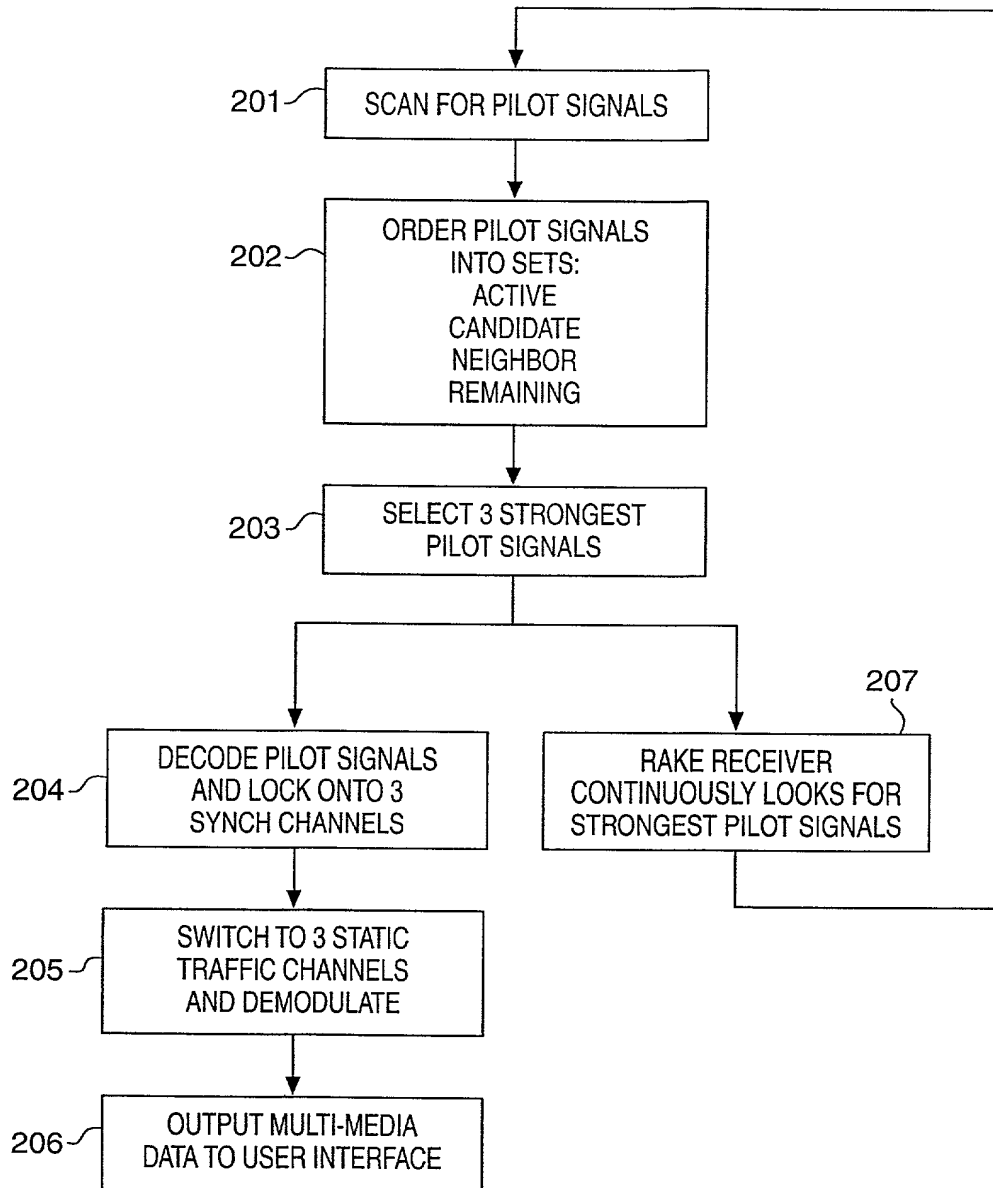 201
SCAN FOR PILOT SIGNALS
202
ORDER PILOT SIGNALS
INTO SETS:
ACTIVE
CANDIDATE
NEIGHBOR
REMAINING
203
SELECT 3 STRONGEST
PILOT SIGNALS
204
DECODE PILOT SIGNALS
AND LOCK ONTO 3
SYNCH CHANNELS
207
RAKE RECEIVER
CONTINUOUSLY LOOKS FOR
STRONGEST PILOT SIGNALS
205
SWITCH TO 3 STATIC
TRAFFIC CHANNELS
AND DEMODULATE
206
OUTPUT MULTI-MEDIA
DATA TO USER INTERFACE